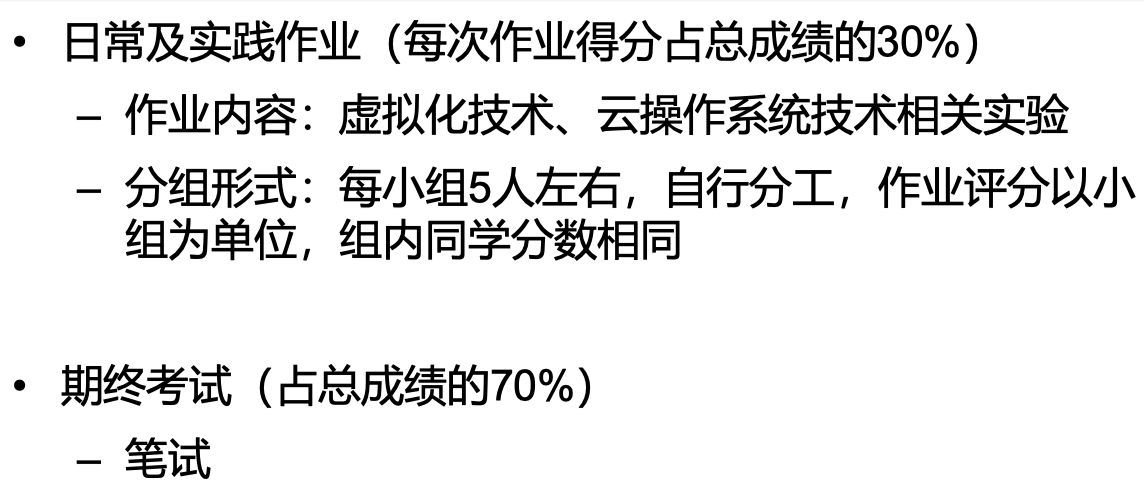 • 日常及实践作业（每次作业得分占总成绩的30%）
– 作业内容：虚拟化技术、云操作系统技术相关实验
– 分组形式：每小组5人左右，自行分工，作业评分以小
组为单位，组内同学分数相同
• 期终考试（占总成绩的70%）
– 笔试